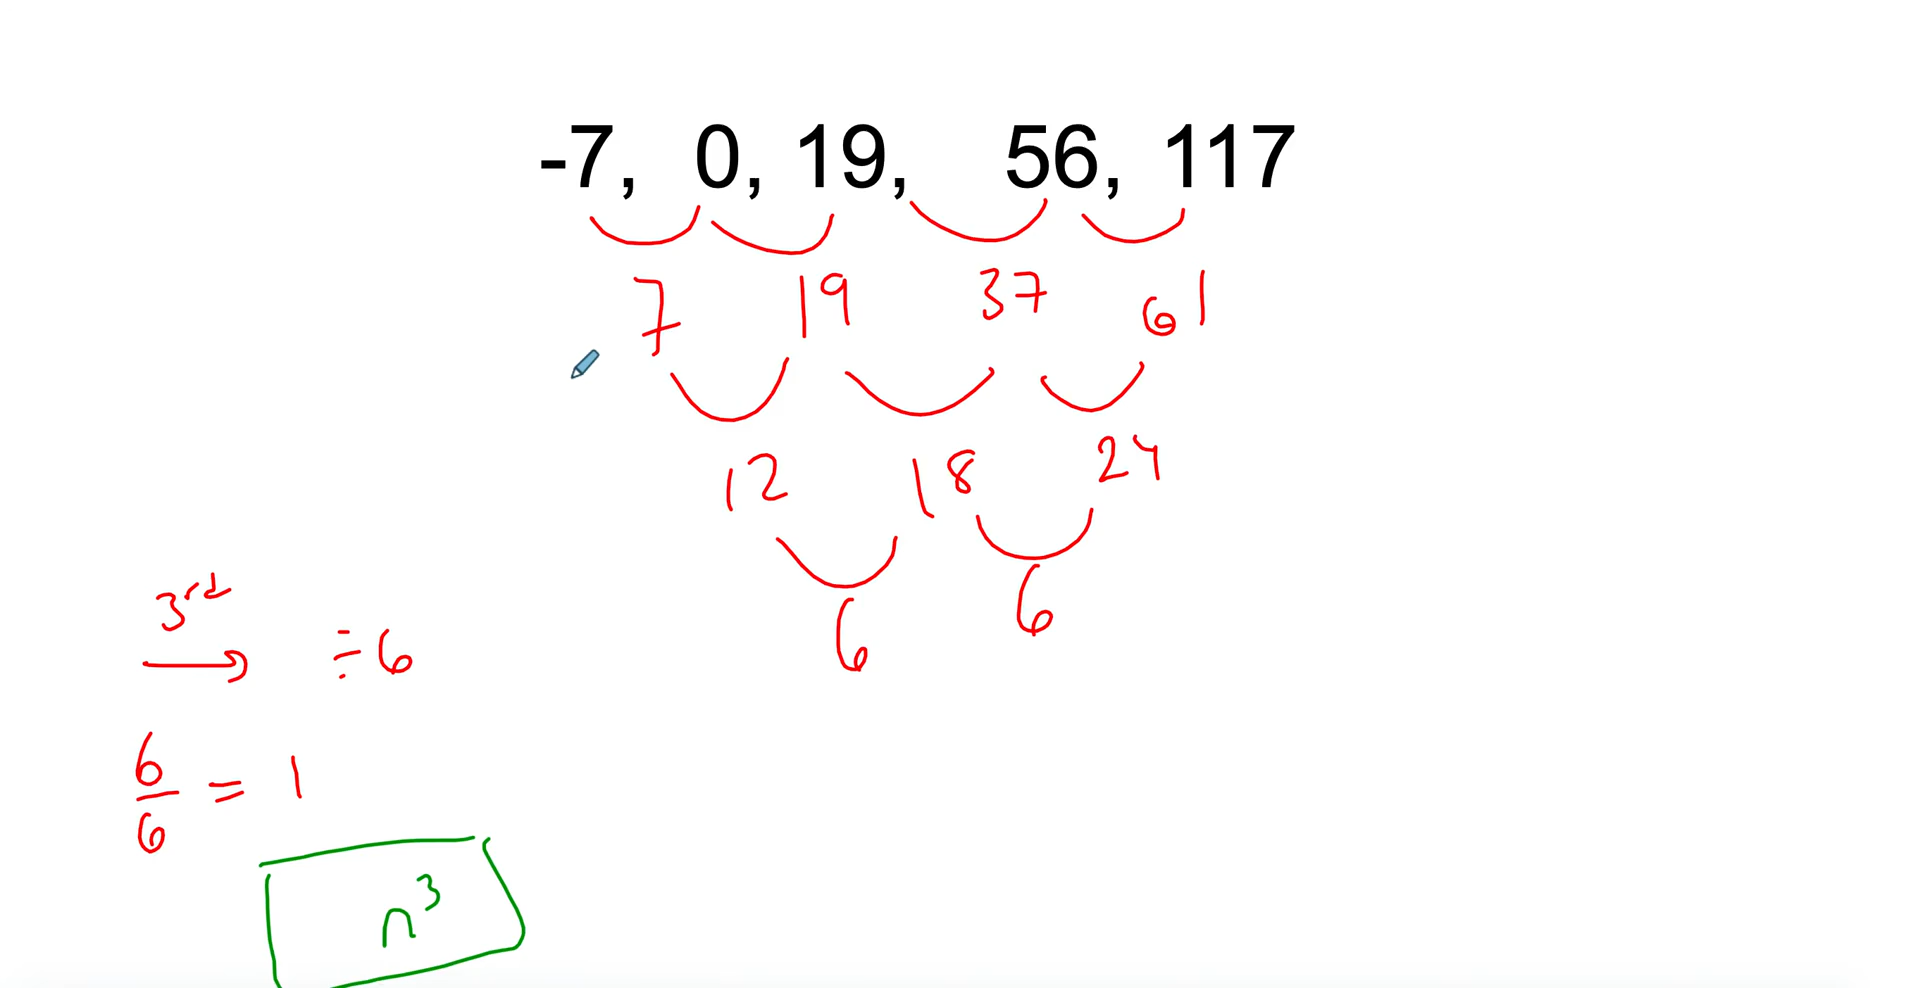 -7, 0, 19, 56, 117
7 19 37 61
12 18 24
6 6
3rd
→ ÷6
6/6 = 1
n³